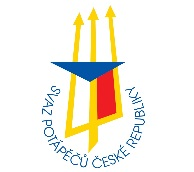 SVAZ POTÁPĚČŮ ČESKÉ REPUBLIKY